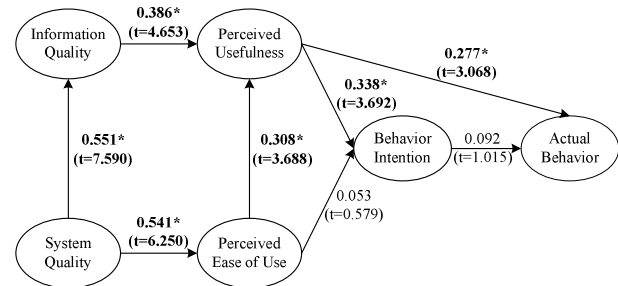 0.386*
(t=4.653)
Information
Quality
Perceived
Usefulness
0.277*
(t=3.068)
0.338*
(t=3.692)
0.551*
(t=7.590)
0.308*
(t=3.688)
Behavior
Intention
0.092
(t=1.015)
Actual
Behavior
0.053
(t=0.579)
0.541*
(t=6.250)
System
Quality
Perceived
Ease of Use